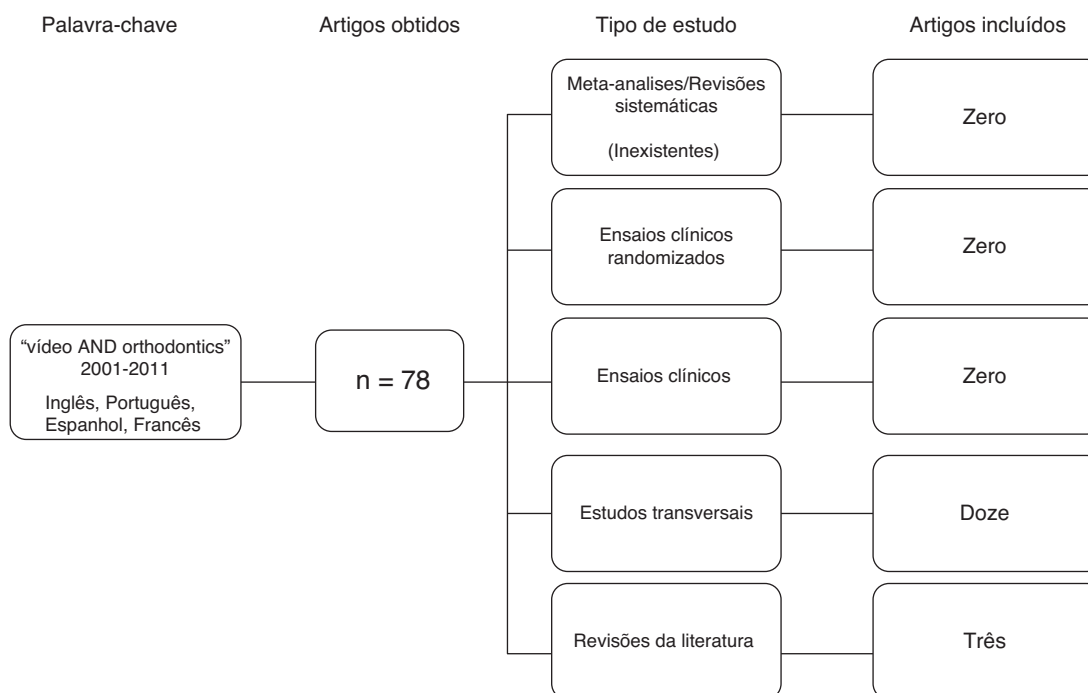 Palavra-chave
Artigos obtidos
Tipo de estudo
Artigos incluídos
“vídeo AND orthodontics”
2001-2011
Inglês, Português,
Espanhol, Francês
n = 78
Meta-analises/Revisões
sistemáticas
(Inexistentes)
Zero
Ensaios clínicos
randomizados
Zero
Ensaios clínicos
Zero
Estudos transversais
Doze
Revisões da literatura
Três